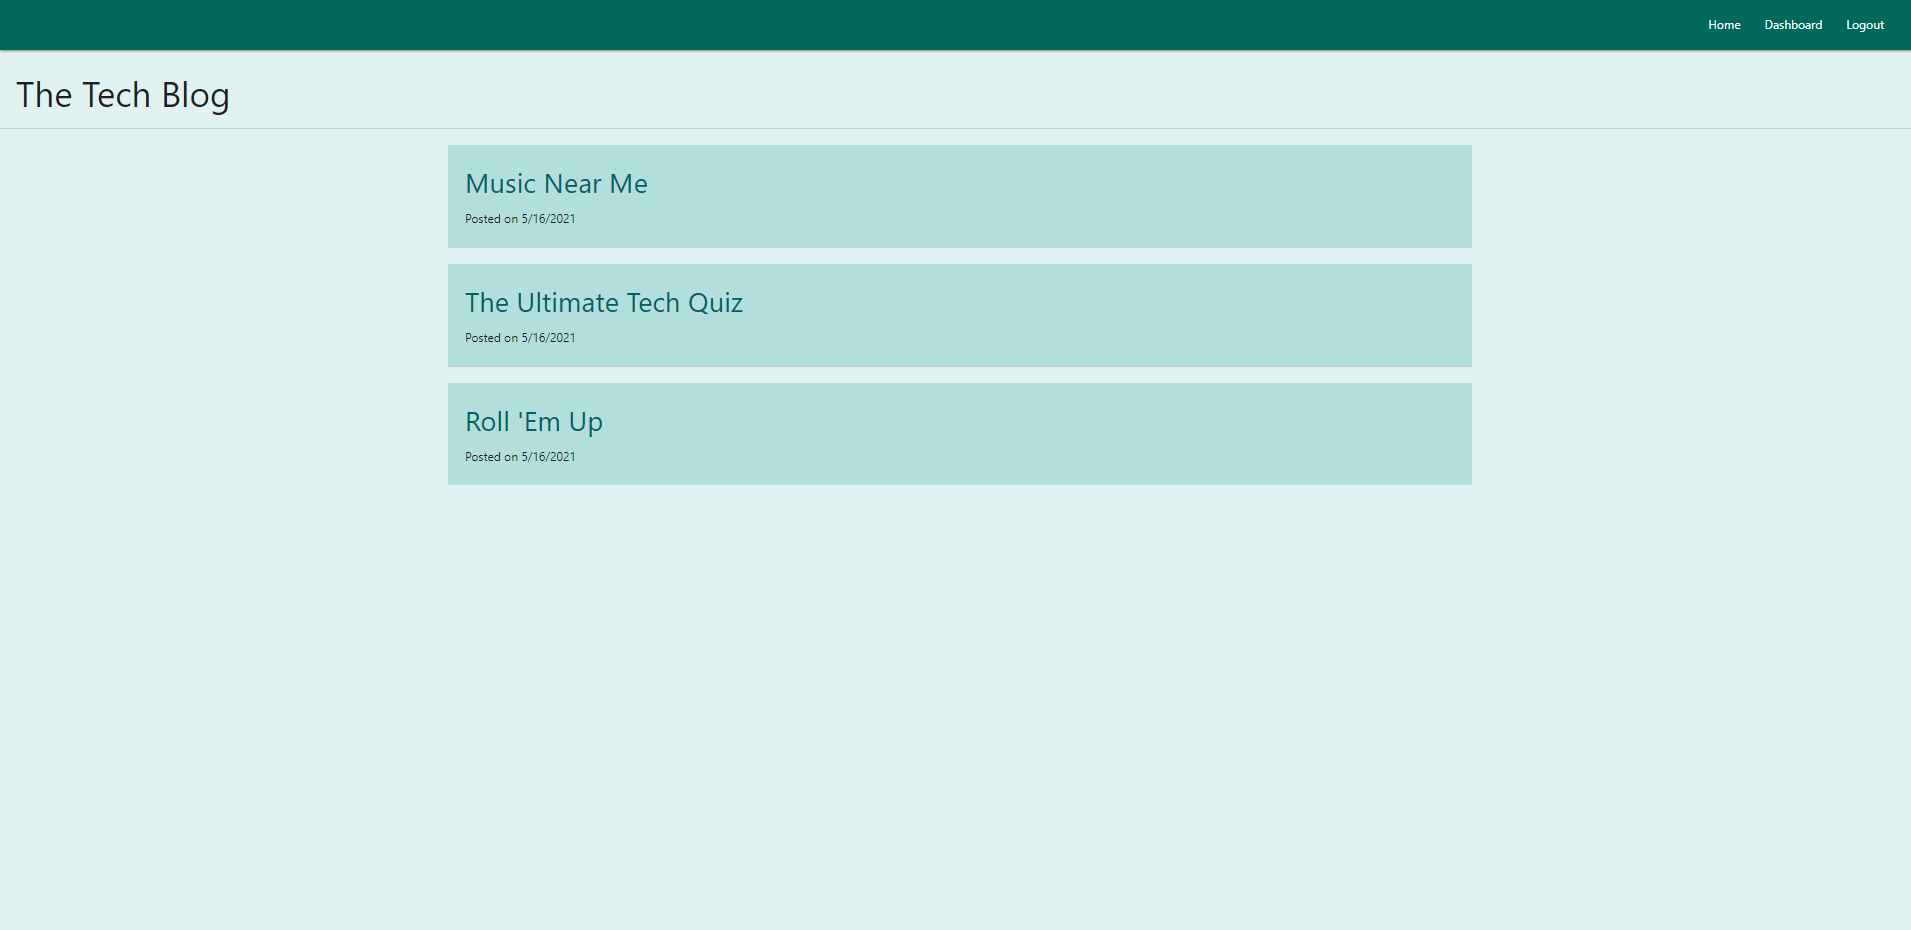 Home Dashboard Logout
The Tech Blog
Music Near Me
Posted on 5/16/2021
The Ultimate Tech Quiz
Posted on 5/16/2021
Roll 'Em Up
Posted on 5/16/2021